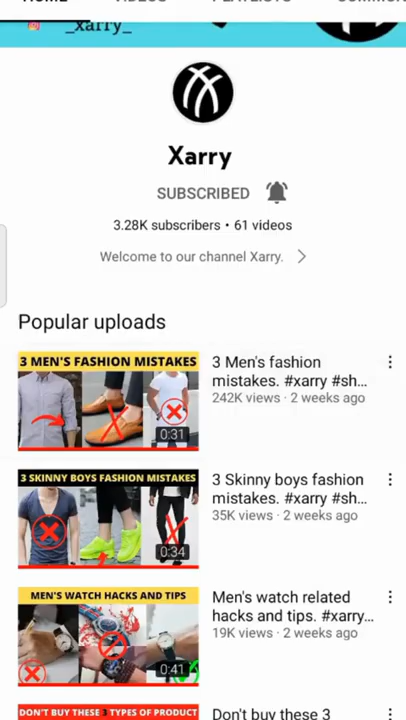 HOME VIDEOS PLAYLISTS
_xarry_
Xarry
SUBSCRIBED
3.28K subscribers • 61 videos
Welcome to our channel Xarry.
Popular uploads
3 MEN'S FASHION MISTAKES
0:31
3 Men's fashion
mistakes. #xarry #sh...
242K views · 2 weeks ago
3 SKINNY BOYS FASHION MISTAKES
0:34
3 Skinny boys fashion
mistakes. #xarry #sh...
35K views · 2 weeks ago
MEN'S WATCH HACKS AND TIPS
0:41
Men's watch related
hacks and tips. #xarry...
19K views · 2 weeks ago
DON'T BUY THESE 3 TYPES OF PRODUCT
Don't buy these 3